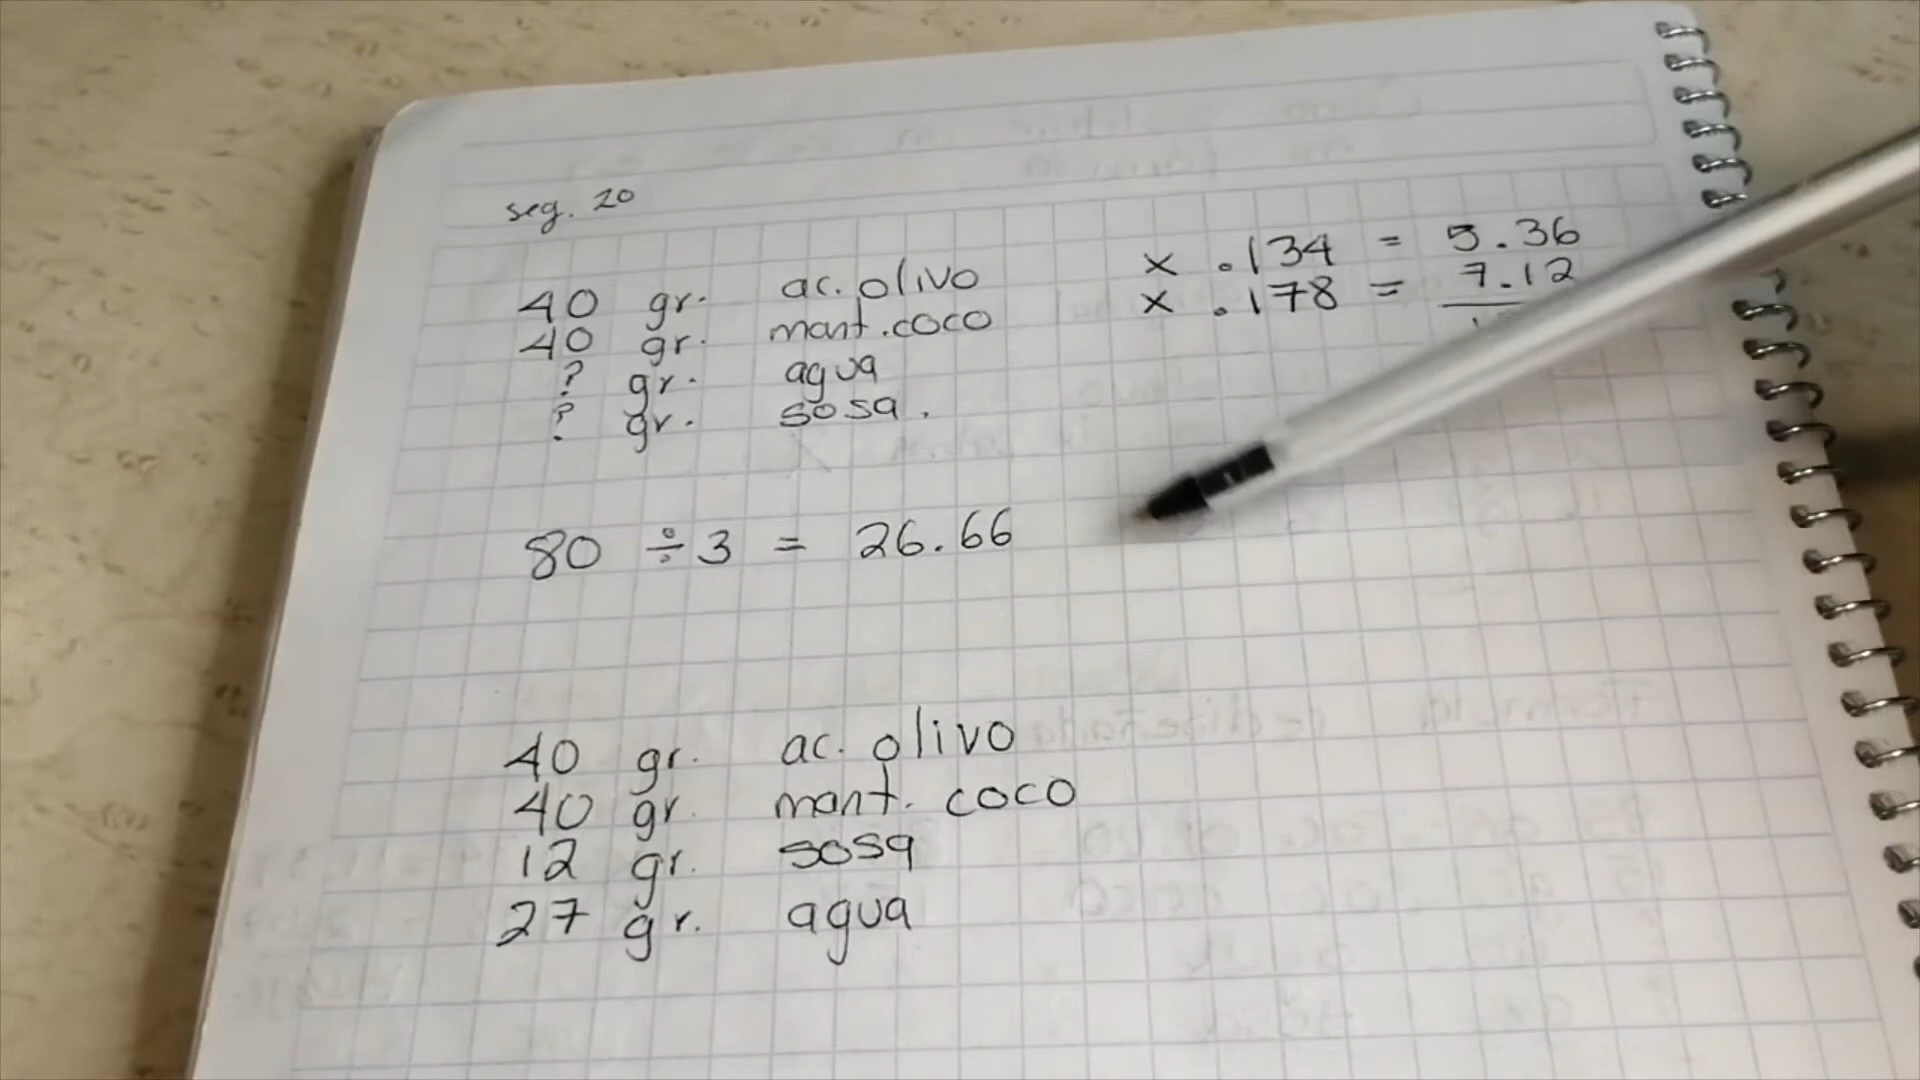 seg. 20
40 gr. ac. olivo x .134 = 5.36
40 gr. mant. coco x .178 = 7.12
? gr. agua
? gr. sosa.
80 ÷ 3 = 26.66
40 gr. ac. olivo
40 gr. mant. coco
12 gr. sosa
27 gr. agua